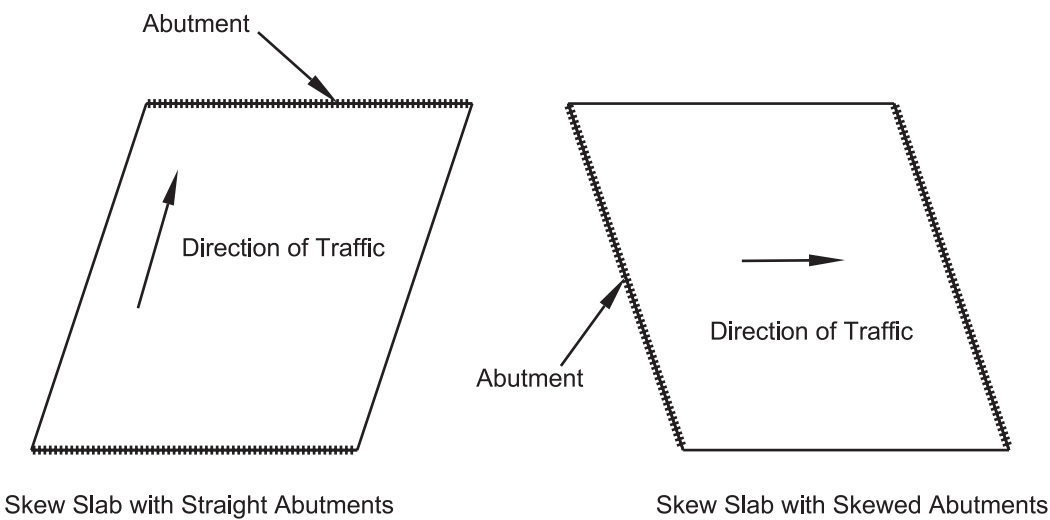 Abutment
Direction of Traffic
Direction of Traffic
Abutment
Skew Slab with Straight Abutments
Skew Slab with Skewed Abutments